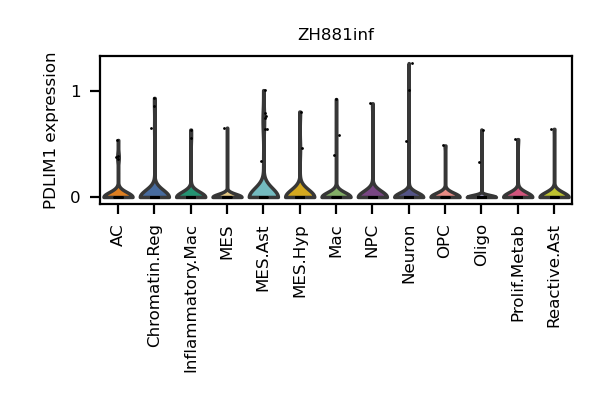 ZH881inf
PDLIM1 expression
1
0
AC
Chromatin.Reg
Inflammatory.Mac
MES
MES.Ast
MES.Hyp
Mac
NPC
Neuron
OPC
Oligo
Prolif.Metab
Reactive.Ast